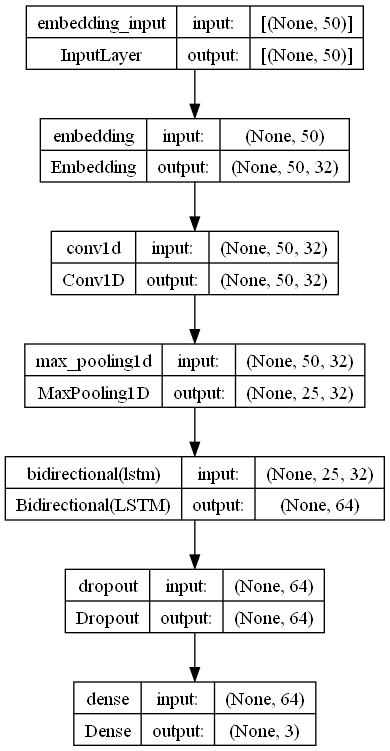 embedding_input input: [(None, 50)]
InputLayer output: [(None, 50)]
embedding input: (None, 50)
Embedding output: (None, 50, 32)
conv1d input: (None, 50, 32)
Conv1D output: (None, 50, 32)
max_pooling1d input: (None, 50, 32)
MaxPooling1D output: (None, 25, 32)
bidirectional(lstm) input: (None, 25, 32)
Bidirectional(LSTM) output: (None, 64)
dropout input: (None, 64)
Dropout output: (None, 64)
dense input: (None, 64)
Dense output: (None, 3)